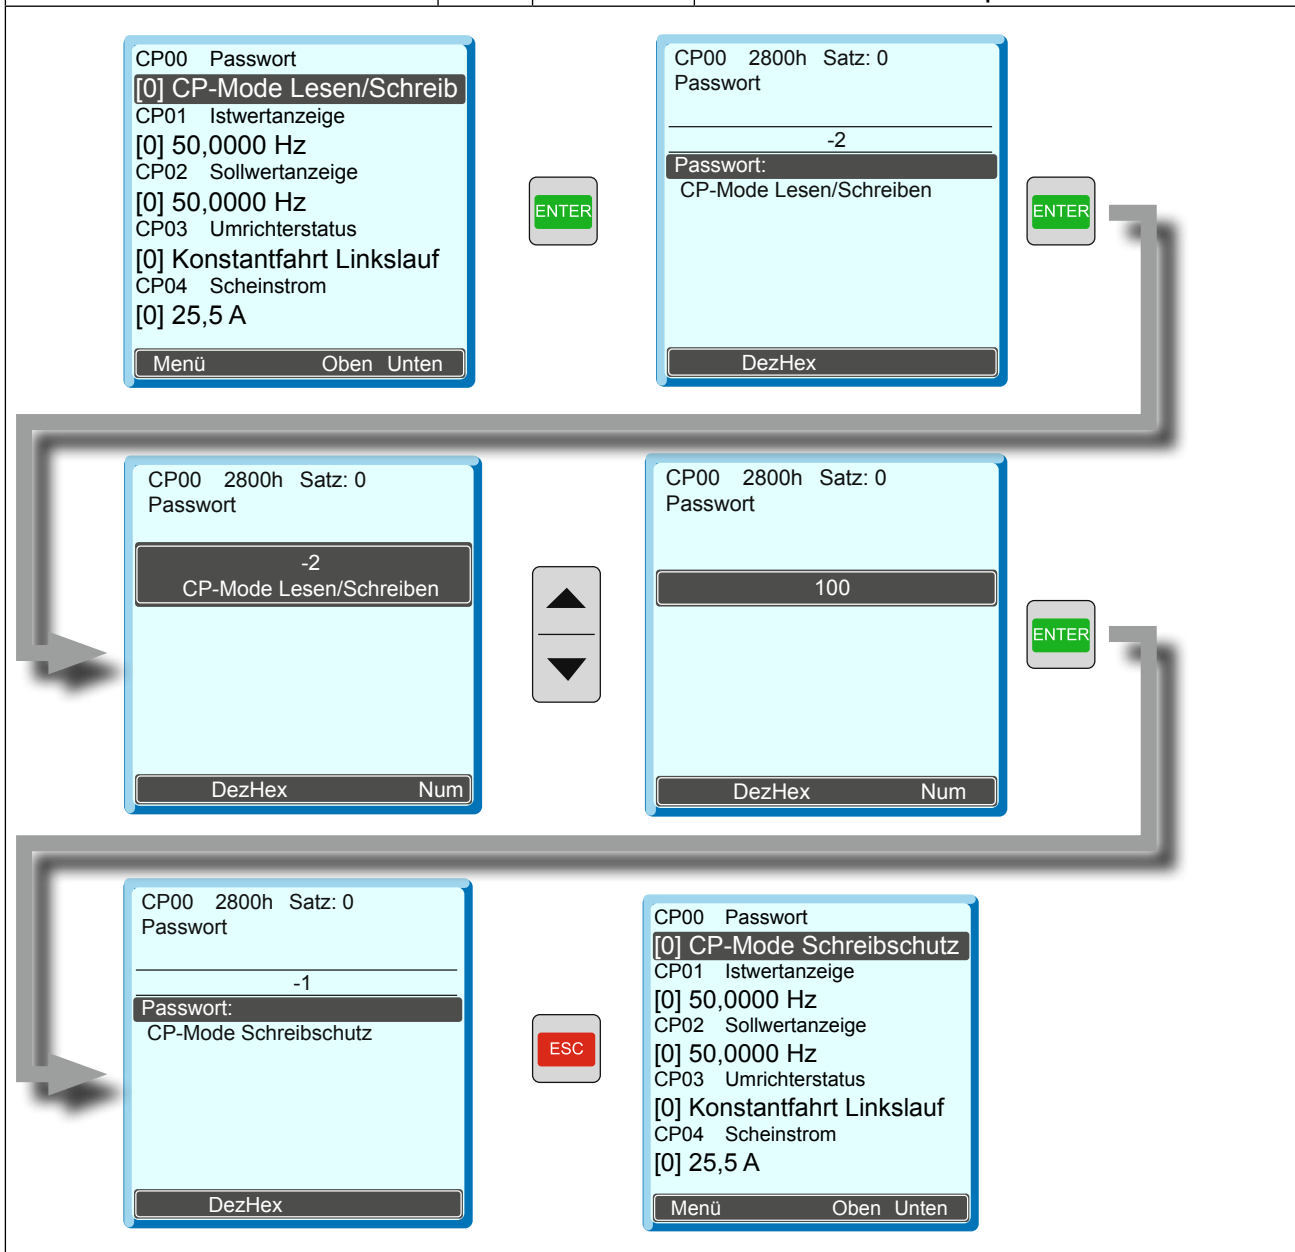 CP00 Passwort
[0] CP-Mode Lesen/Schreib
CP01 Istwertanzeige
[0] 50,0000 Hz
CP02 Sollwertanzeige
[0] 50,0000 Hz
CP03 Umrichterstatus
[0] Konstantfahrt Linkslauf
CP04 Scheinstrom
[0] 25,5 A
Menü Oben Unten
ENTER
CP00 2800h Satz: 0
Passwort
-2
Passwort:
CP-Mode Lesen/Schreiben
DezHex
ENTER
CP00 2800h Satz: 0
Passwort
-2
CP-Mode Lesen/Schreiben
DezHex Num
CP00 2800h Satz: 0
Passwort
100
DezHex Num
ENTER
CP00 2800h Satz: 0
Passwort
-1
Passwort:
CP-Mode Schreibschutz
DezHex
ESC
CP00 Passwort
[0] CP-Mode Schreibschutz
CP01 Istwertanzeige
[0] 50,0000 Hz
CP02 Sollwertanzeige
[0] 50,0000 Hz
CP03 Umrichterstatus
[0] Konstantfahrt Linkslauf
CP04 Scheinstrom
[0] 25,5 A
Menü Oben Unten